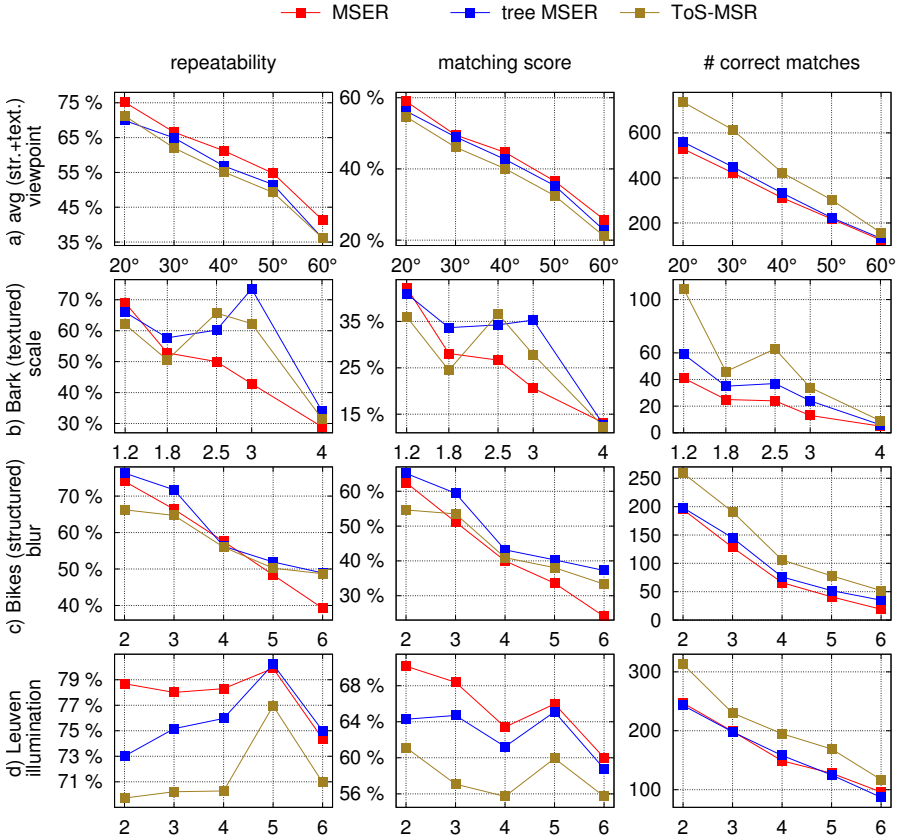 MSER tree MSER ToS-MSR
repeatability matching score # correct matches
a) avg (str.+text.)
viewpoint
75 %
65 %
55 %
45 %
35 %
20° 30° 40° 50° 60°
60 %
40 %
20 %
20° 30° 40° 50° 60°
600
400
200
20° 30° 40° 50° 60°
b) Bark (textured)
scale
70 %
60 %
50 %
40 %
30 %
1.2 1.8 2.5 3 4
35 %
25 %
15 %
1.2 1.8 2.5 3 4
100
60
40
20
0
1.2 1.8 2.5 3 4
c) Bikes (structured)
blur
70 %
60 %
50 %
40 %
2 3 4 5 6
60 %
50 %
40 %
30 %
2 3 4 5 6
250
200
150
100
50
0
2 3 4 5 6
d) Leuven
illumination
79 %
77 %
75 %
73 %
71 %
2 3 4 5 6
68 %
64 %
60 %
56 %
2 3 4 5 6
300
200
100
2 3 4 5 6